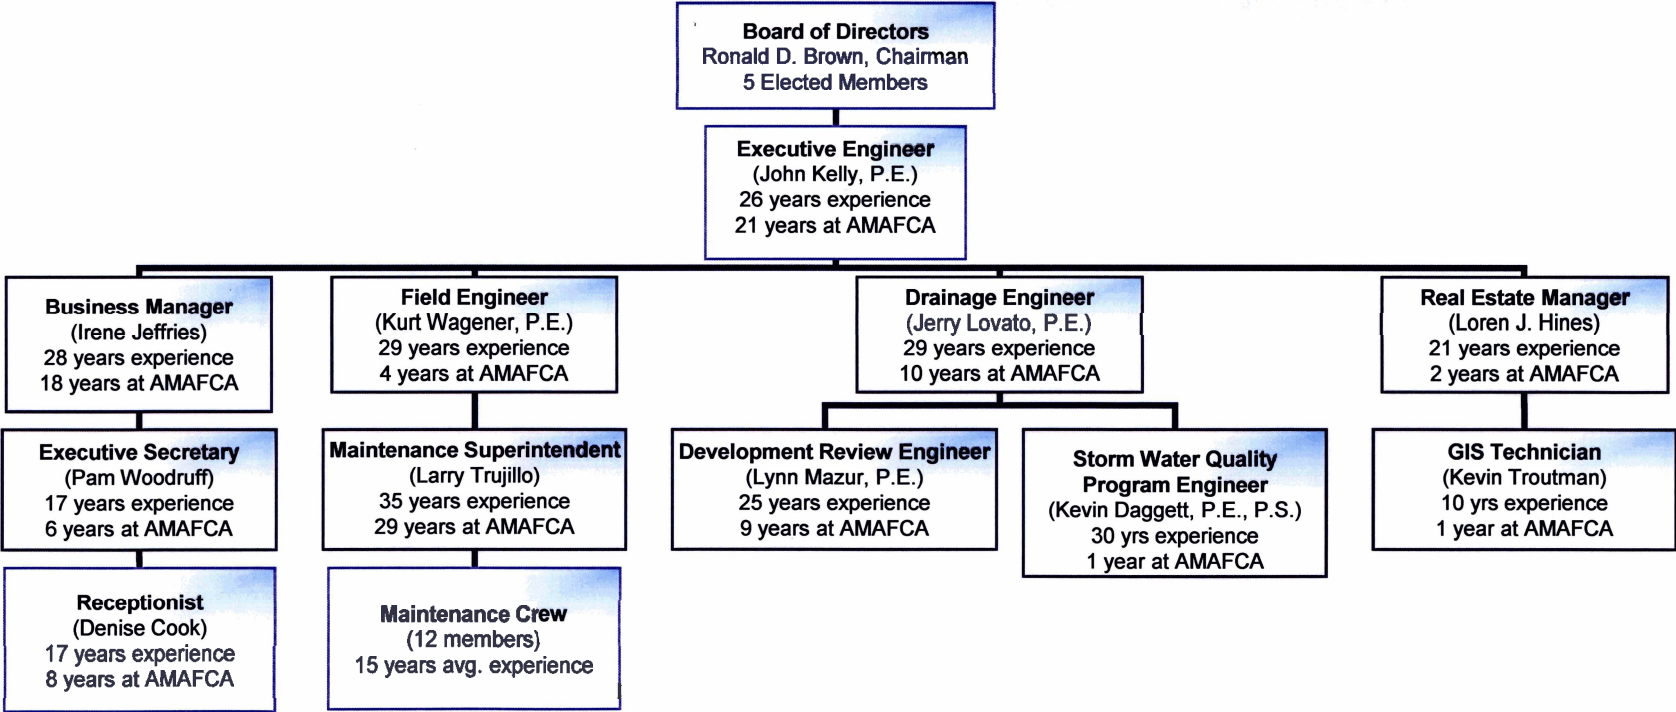 Board of Directors
Ronald D. Brown, Chairman
5 Elected Members
Executive Engineer
(John Kelly, P.E.)
26 years experience
21 years at AMAFCA
Business Manager
(Irene Jeffries)
28 years experience
18 years at AMAFCA
Field Engineer
(Kurt Wagener, P.E.)
29 years experience
4 years at AMAFCA
Drainage Engineer
(Jerry Lovato, P.E.)
29 years experience
10 years at AMAFCA
Real Estate Manager
(Loren J. Hines)
21 years experience
2 years at AMAFCA
Executive Secretary
(Pam Woodruff)
17 years experience
6 years at AMAFCA
Maintenance Superintendent
(Larry Trujillo)
35 years experience
29 years at AMAFCA
Development Review Engineer
(Lynn Mazur, P.E.)
25 years experience
9 years at AMAFCA
Storm Water Quality
Program Engineer
(Kevin Daggett, P.E., P.S.)
30 yrs experience
1 year at AMAFCA
GIS Technician
(Kevin Troutman)
10 yrs experience
1 year at AMAFCA
Receptionist
(Denise Cook)
17 years experience
8 years at AMAFCA
Maintenance Crew
(12 members)
15 years avg. experience